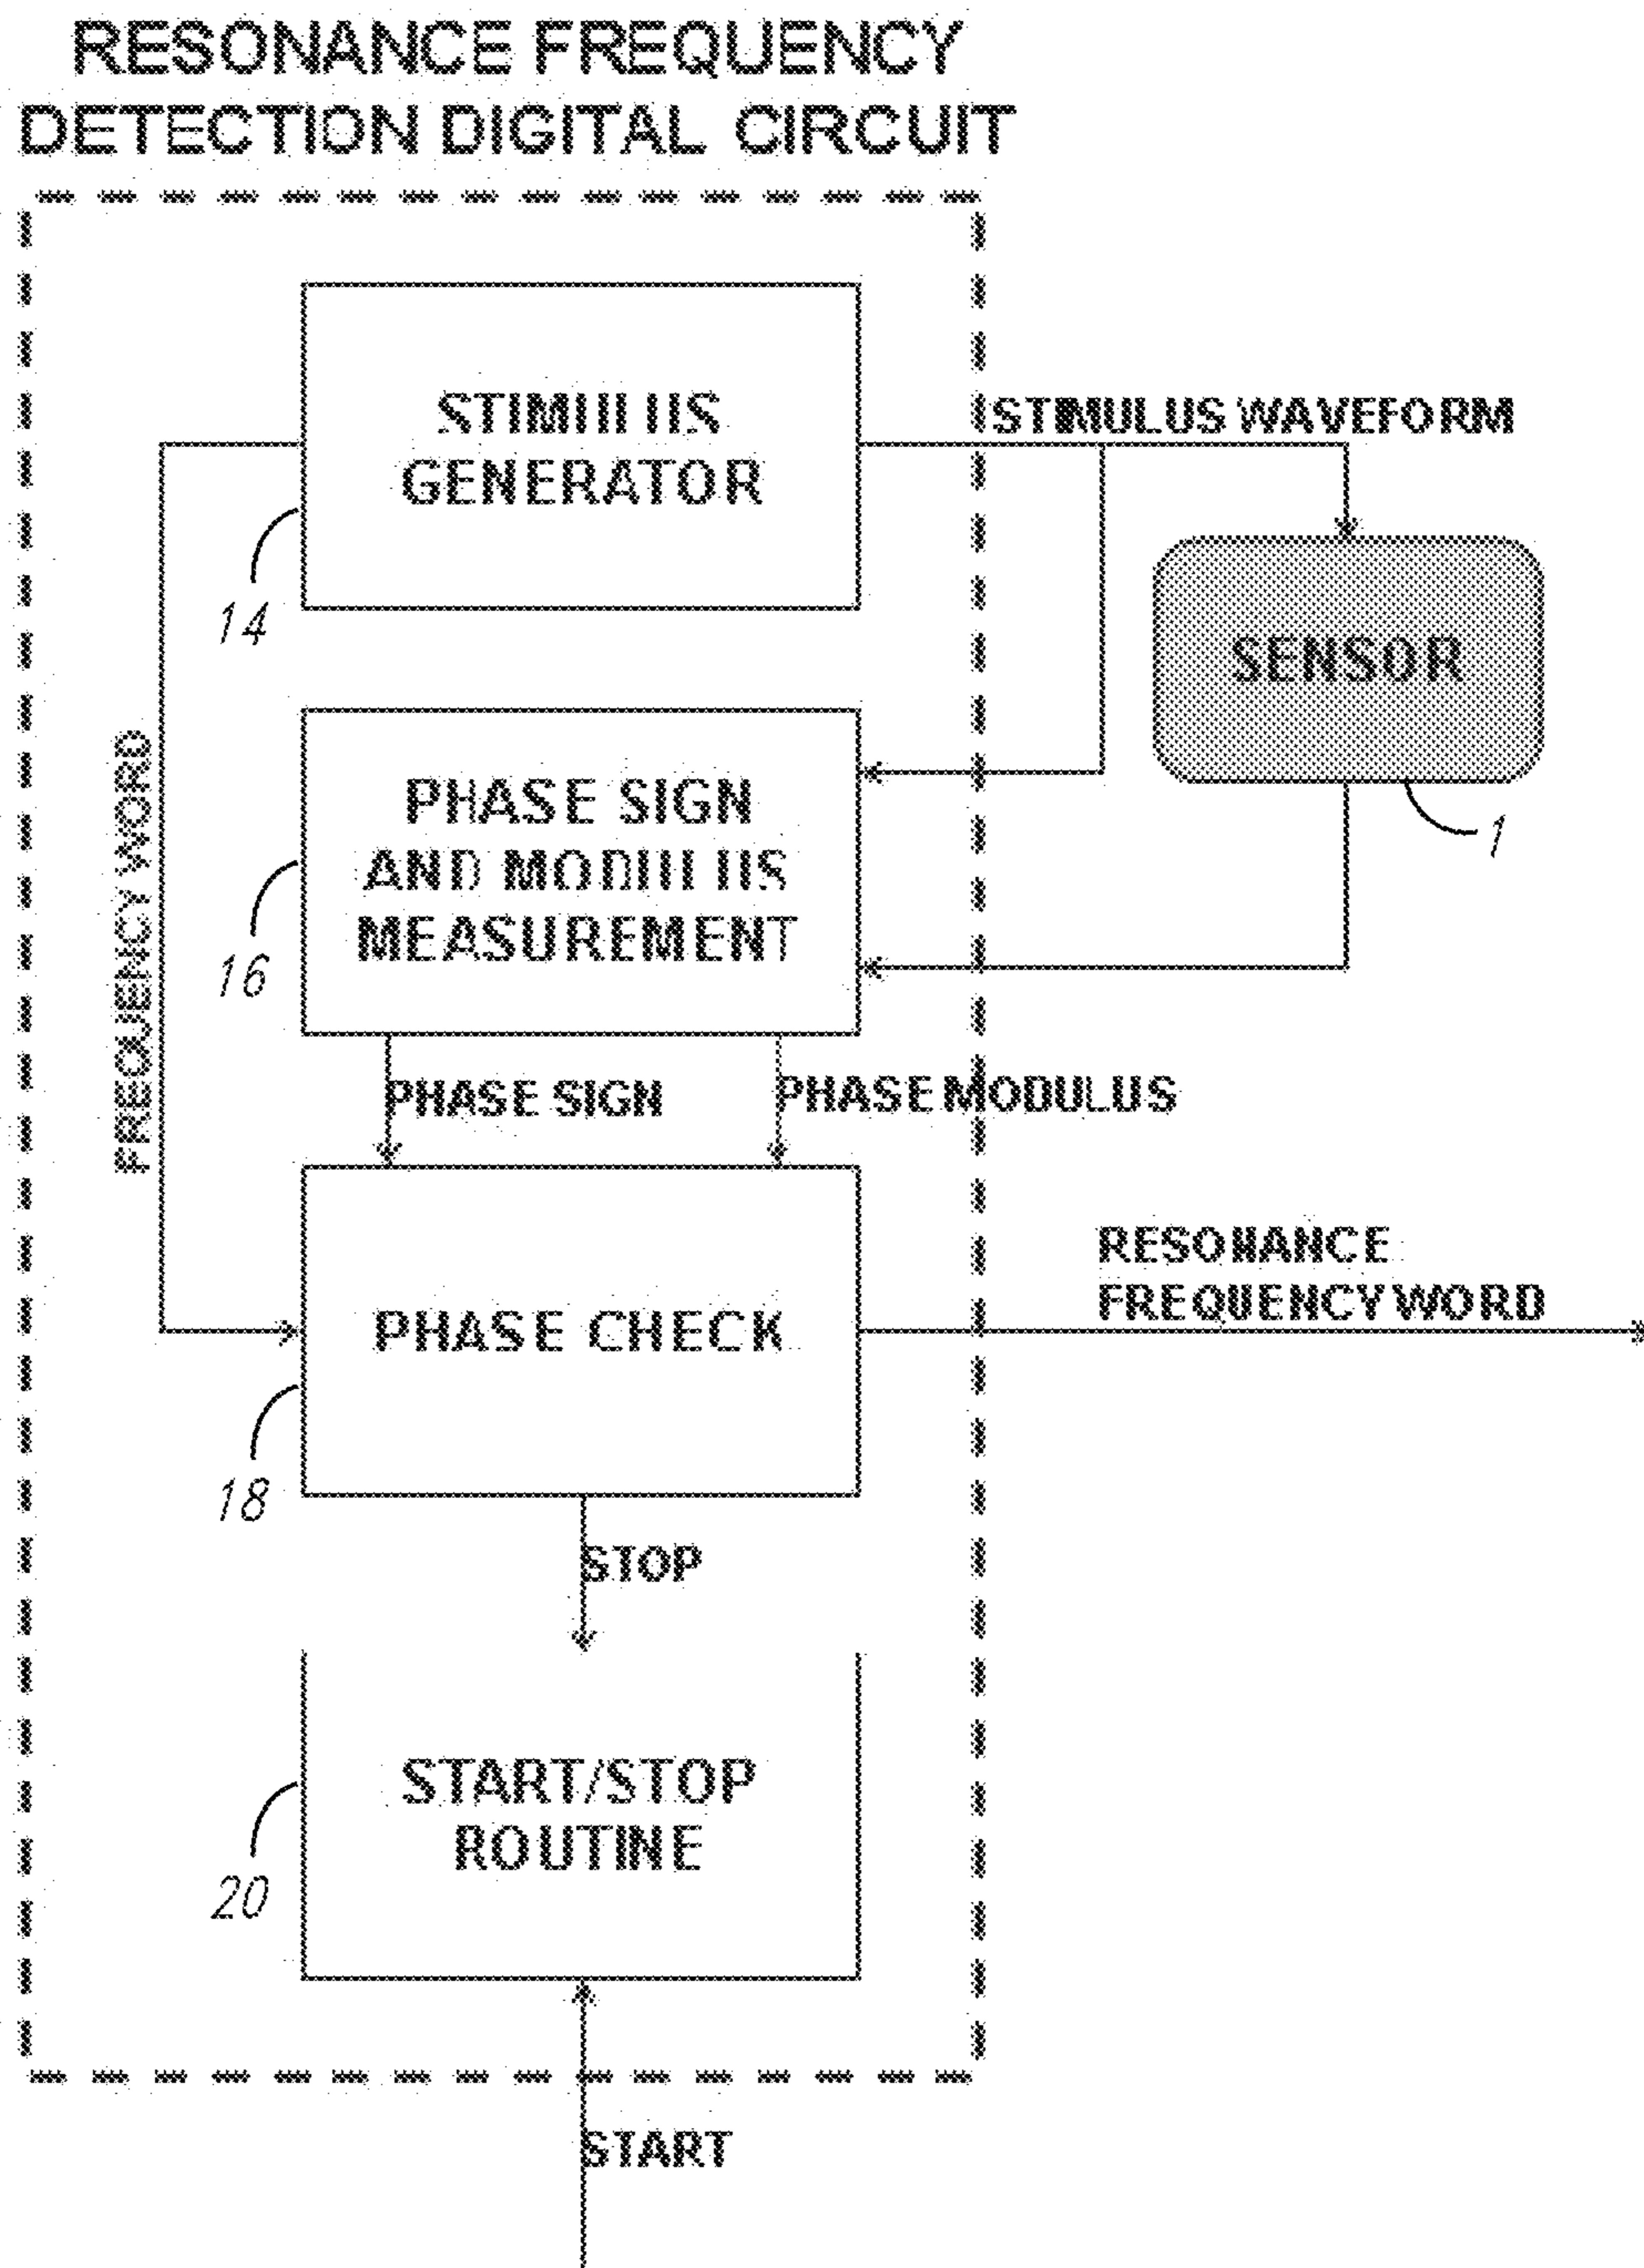 RESONANCE FREQUENCY
DETECTION DIGITAL CIRCUIT
STIMULUS
GENERATOR
14
STIMULUS WAVEFORM
SENSOR
1
FREQUENCY WORD
PHASE SIGN
AND MODULUS
MEASUREMENT
16
PHASE SIGN
PHASE MODULUS
PHASE CHECK
18
RESONANCE
FREQUENCY WORD
STOP
START/STOP
ROUTINE
20
START